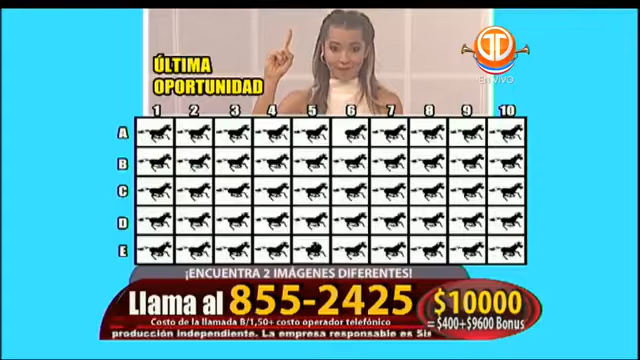 EN VIVO
ÚLTIMA
OPORTUNIDAD
1 2 3 4 5 6 7 8 9 10
A
B
C
D
E
¡ENCUENTRA 2 IMÁGENES DIFERENTES!
Llama al 855-2425
$10000
Costo de la llamada B/1,50+ costo operador telefónico
= $400+$9600 Bonus
producción independiente. La empresa responsable es Sis